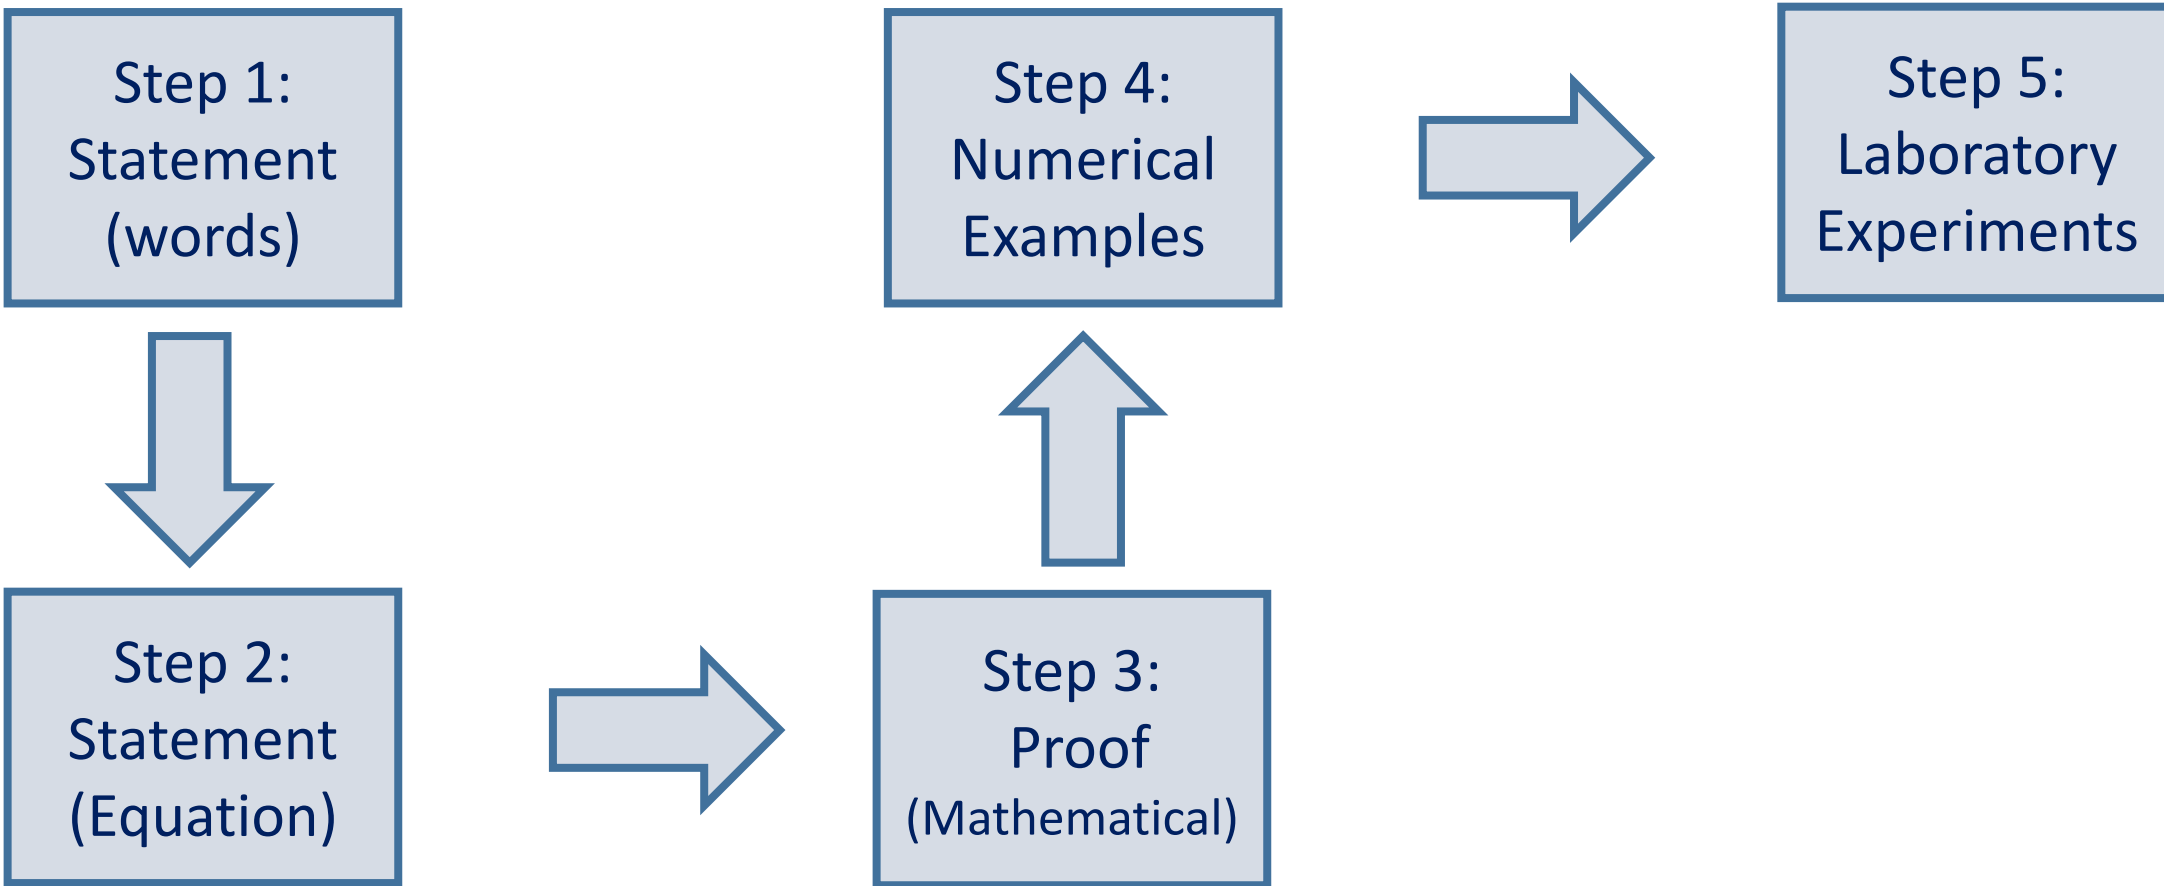 Step 1:
Statement
(words)
Step 2:
Statement
(Equation)
Step 3:
Proof
(Mathematical)
Step 4:
Numerical
Examples
Step 5:
Laboratory
Experiments